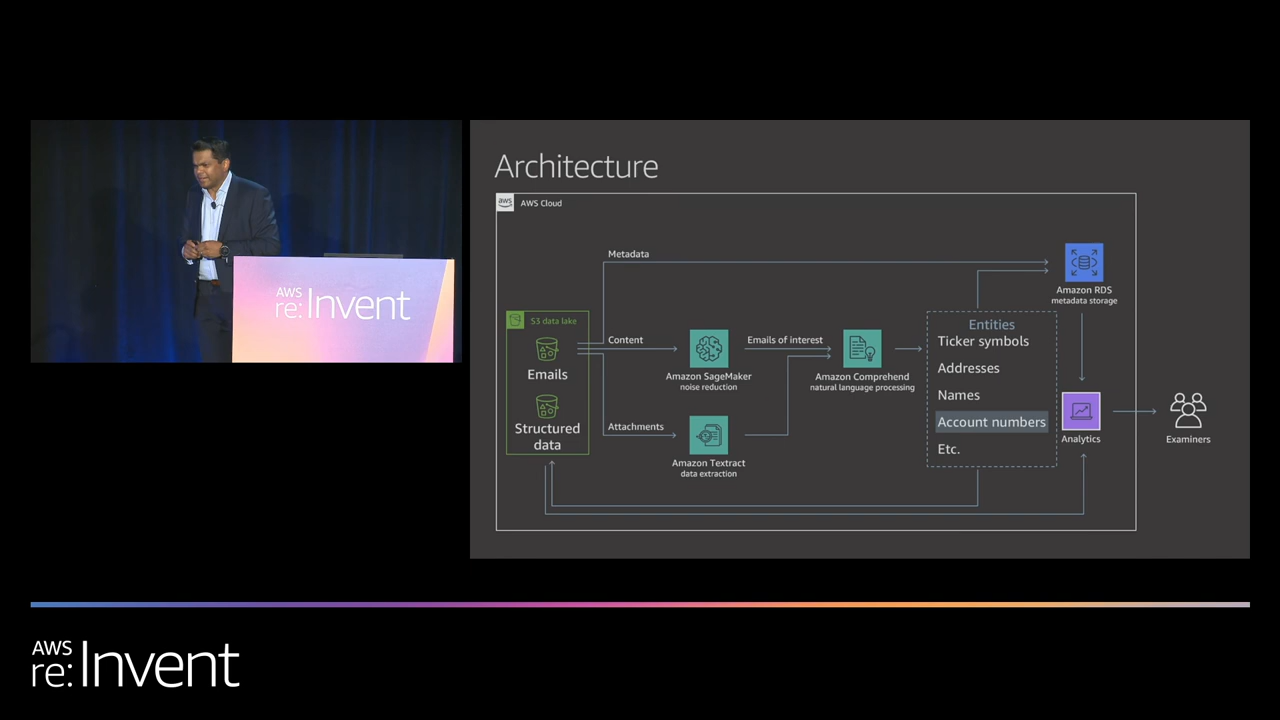 AWS
re:Invent
Architecture
aws
AWS Cloud
Metadata
Amazon RDS
metadata storage
S3 data lake
Emails
Structured
data
Content
Amazon SageMaker
noise reduction
Emails of interest
Attachments
Amazon Textract
data extraction
Amazon Comprehend
natural language processing
Entities
Ticker symbols
Addresses
Names
Account numbers
Etc.
Analytics
Examiners
AWS
re:Invent